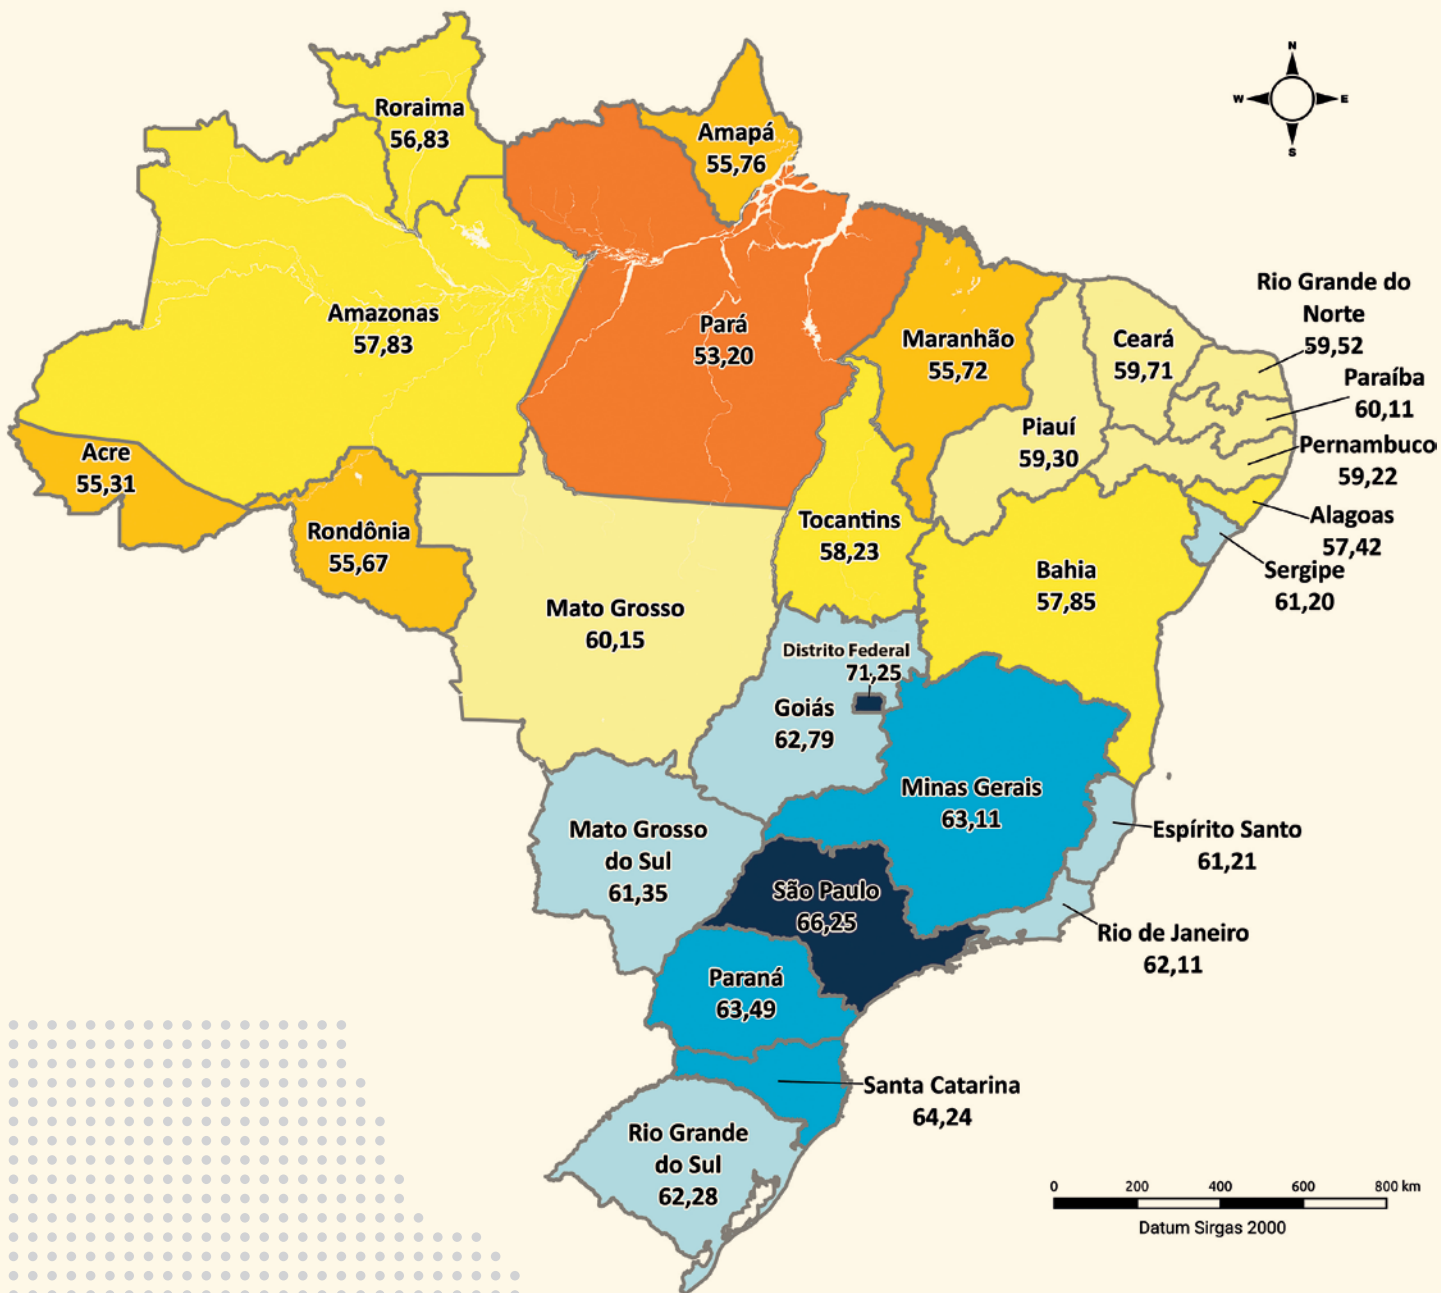 N
W
E
S
Roraima
56,83
Amapá
55,76
Amazonas
57,83
Pará
53,20
Maranhão
55,72
Ceará
59,71
Rio Grande do
Norte
59,52
Paraíba
60,11
Piauí
59,30
Pernambuco
59,22
Acre
55,31
Rondônia
55,67
Tocantins
58,23
Alagoas
57,42
Sergipe
61,20
Bahia
57,85
Mato Grosso
60,15
Distrito Federal
71,25
Goiás
62,79
Minas Gerais
63,11
Espírito Santo
61,21
Mato Grosso
do Sul
61,35
São Paulo
66,25
Rio de Janeiro
62,11
Paraná
63,49
Santa Catarina
64,24
Rio Grande
do Sul
62,28
0 200 400 600 800 km
Datum Sirgas 2000